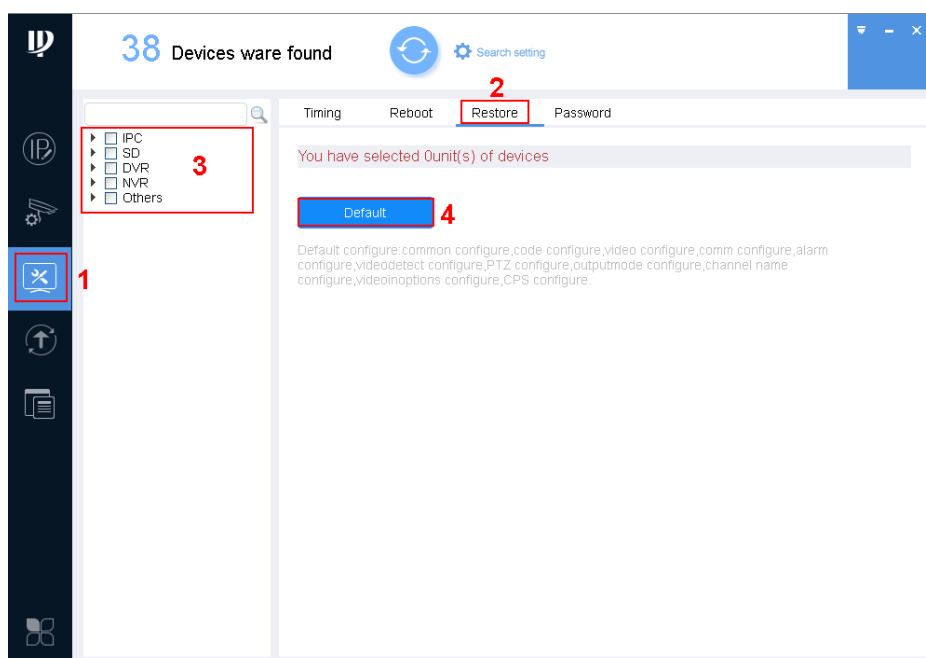 38 Devices ware found
Search setting
2
Timing Reboot Restore Password
IPC
SD
DVR
NVR
Others
3
You have selected 0unit(s) of devices
Default
4
Default configure:common configure,code configure,video configure,comm configure,alarm
configure,videodetect configure,PTZ configure,outputmode configure,channel name
configure,videoinoptions configure,CPS configure.
IP
1